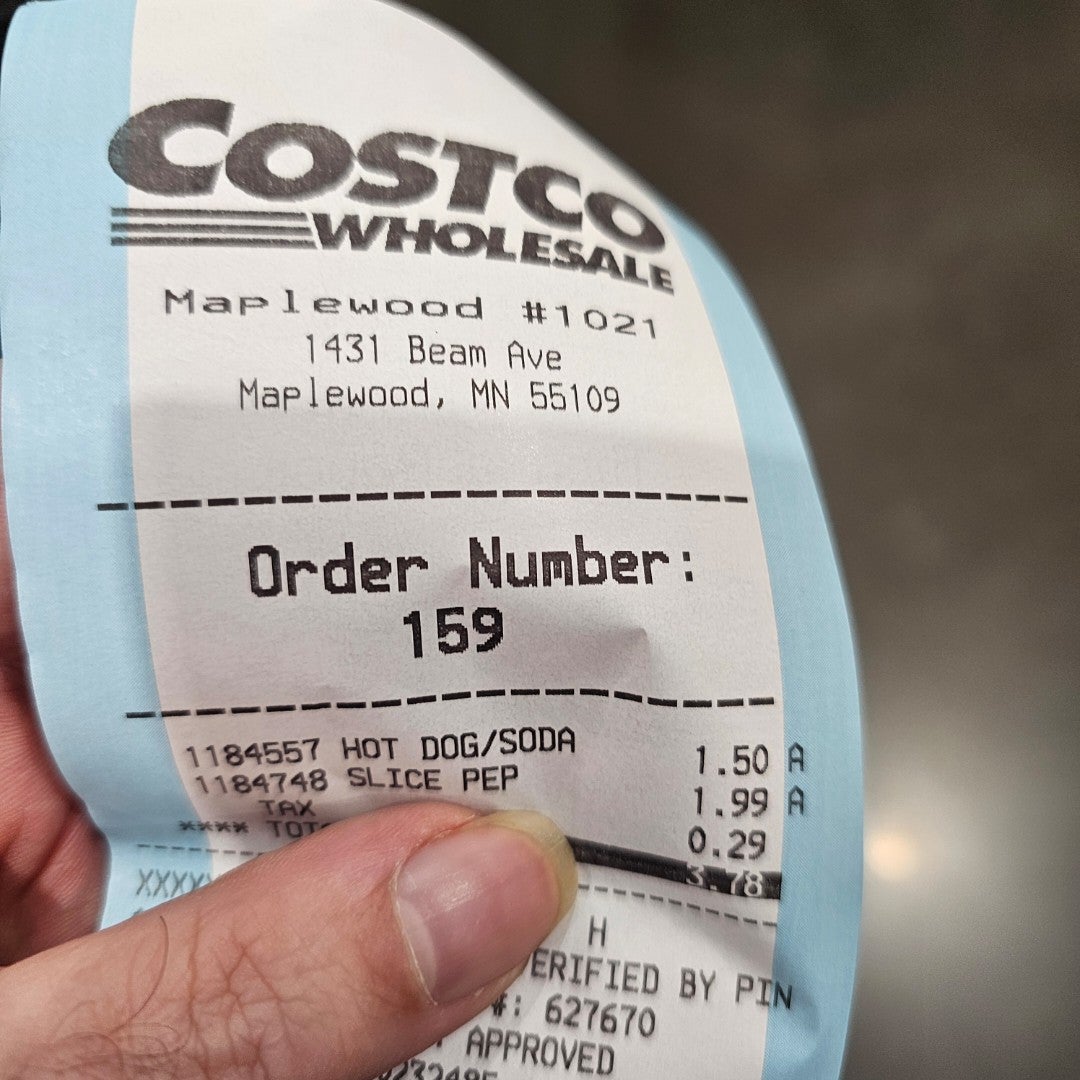 COSTCO
WHOLESALE
Maplewood #1021
1431 Beam Ave
Maplewood, MN 55109
Order Number:
159
1184557 HOT DOG/SODA 1.50 A
1184748 SLICE PEP 1.99 A
TAX 0.29
**** 3.78
H
BY PIN
627670
APPROVED